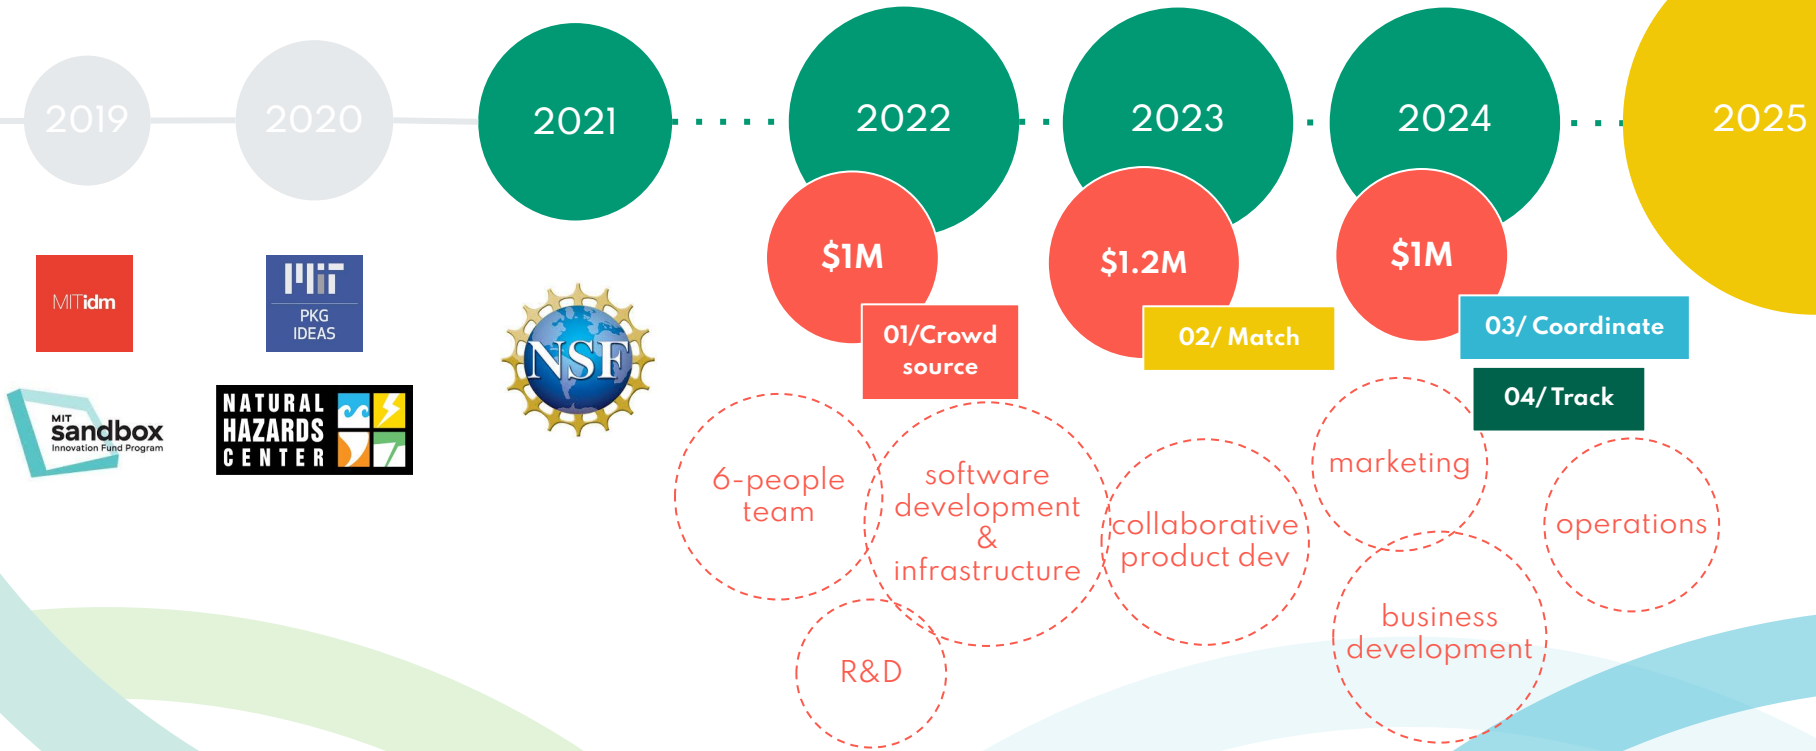 2019
2020
2021
2022
2023
2024
2025
$1M
$1.2M
$1M
01/Crowd
source
02/ Match
03/ Coordinate
04/ Track
MITidm
MIT
PKG
IDEAS
MIT
sandbox
Innovation Fund Program
NATURAL
HAZARDS
CENTER
NSF
6-people
team
software
development
&
infrastructure
R&D
collaborative
product dev
marketing
business
development
operations